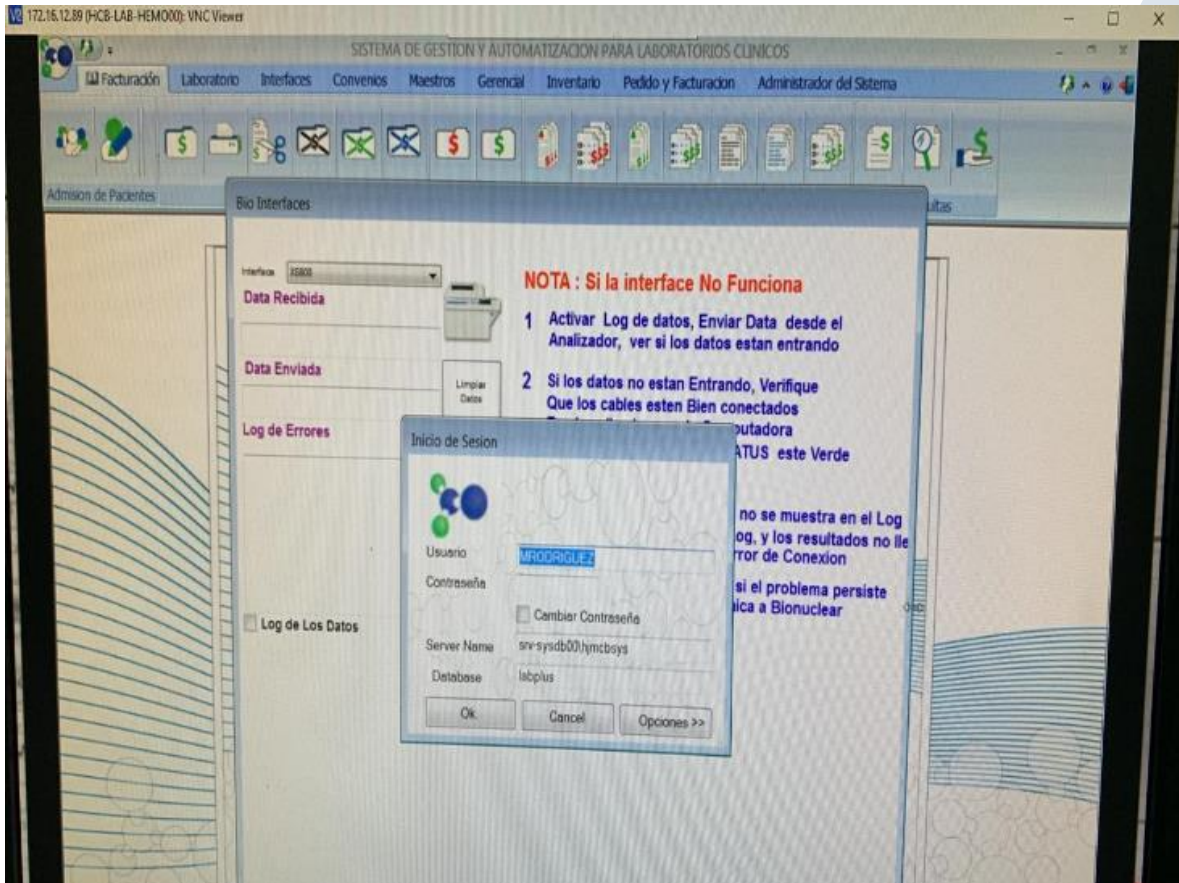 172.16.12.89 (HCB-LAB-HEMO00): VNC Viewer
SISTEMA DE GESTION Y AUTOMATIZACION PARA LABORATORIOS CLINICOS
Facturación Laboratorio Interfaces Convenios Maestros Gerencial Inventario Pedido y Facturacion Administrador del Sistema
Admision de Pacientes
Bio Interfaces
Interface
Data Recibida
Data Enviada
Limpiar
Datos
Log de Errores
Log de Los Datos
NOTA : Si la interface No Funciona
1 Activar Log de datos, Enviar Data desde el
Analizador, ver si los datos estan entrando
2 Si los datos no estan Entrando, Verifique
Que los cables esten Bien conectados
este Verde
no se muestra en el Log
y los resultados no lle
de Conexion
si el problema persiste
a Bionuclear
Inicio de Sesion
Usuario MRODRIGUEZ
Contraseña
Cambiar Contraseña
Server Name srv-sysdb00\hjmcbsys
Database labplus
Ok Cancel Opciones >>